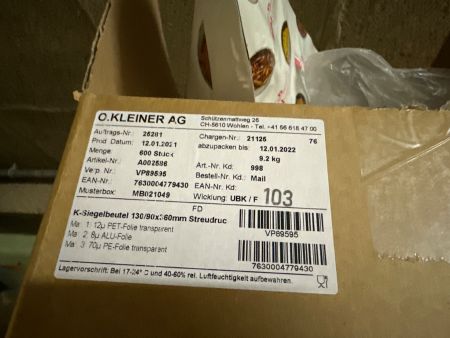 O.KLEINER AG
Schützenmattweg 26
CH-5610 Wohlen - Tel. +41 56 618 47 00
Auftrags-Nr.: 25281 Chargen-Nr.: 21125 76
Prod Datum: 12.01.2021 abzupacken bis: 12.01.2022
Menge: 600 Stück 9.2 kg
Artikel-Nr.: A002596 Art.-Nr. Kd: 998
Verp. Nr.: VP89595 Bestell-Nr. Kd: Mail
EAN-Nr.: 7630004779430 EAN-Nr. Kd:
Musterbox: MB021049 Wicklung: UBK / F 103
FD
K-Siegelbeutel 130/90x360mm Streudruc
Ma 1: 12µ PET-Folie transparent
Ma 2: 8µ ALU-Folie
Ma 3: 70µ PE-Folie transparent
VP89595
7630004779430
Lagervorschrift: Bei 17-24° C und 40-60% rel. Luftfeuchtigkeit aufbewahren.